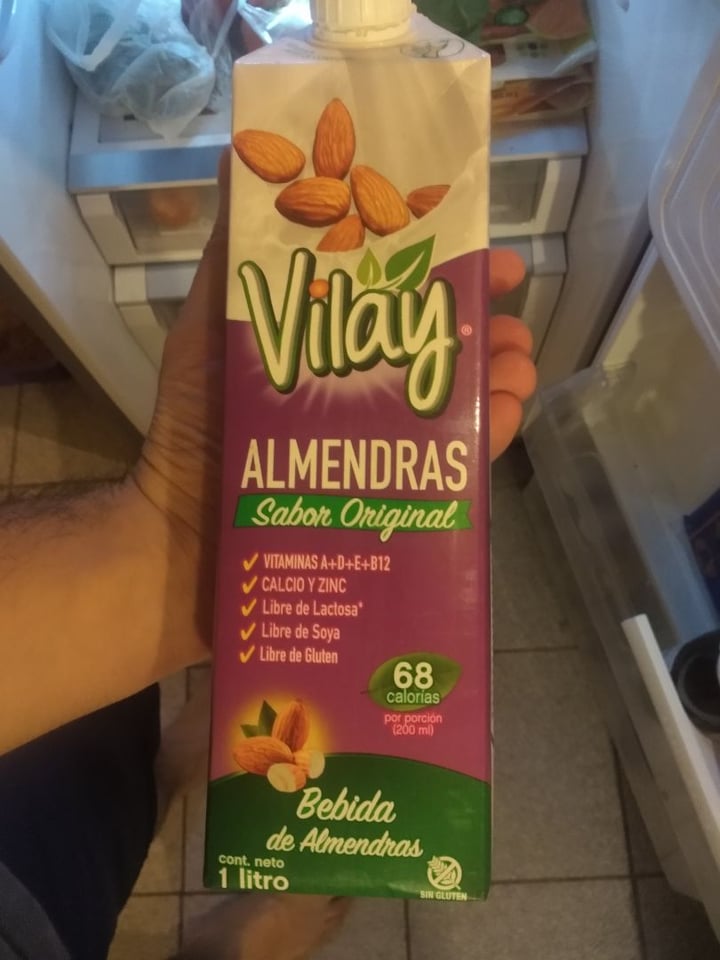 Vilay®
ALMENDRAS
Sabor Original
VITAMINAS A+D+E+B12
CALCIO Y ZINC
Libre de Lactosa*
Libre de Soya
Libre de Gluten
68
calorías
por porción
(200 ml)
Bebida
de Almendras
cont. neto
1 litro
SIN GLUTEN